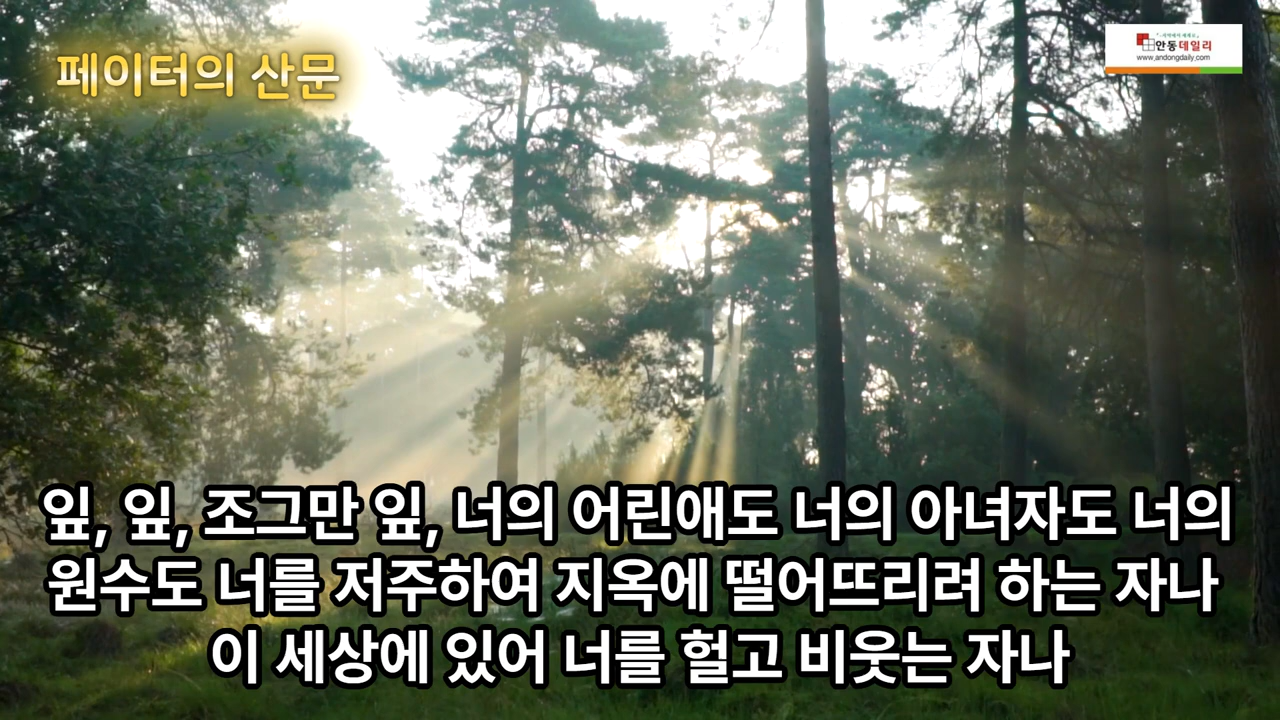 페이터의 산문
안동데일리
www.andongdaily.com
잎, 잎, 조그만 잎, 너의 어린애도 너의 아녀자도 너의
원수도 너를 저주하여 지옥에 떨어뜨리려 하는 자나
이 세상에 있어 너를 헐고 비웃는 자나